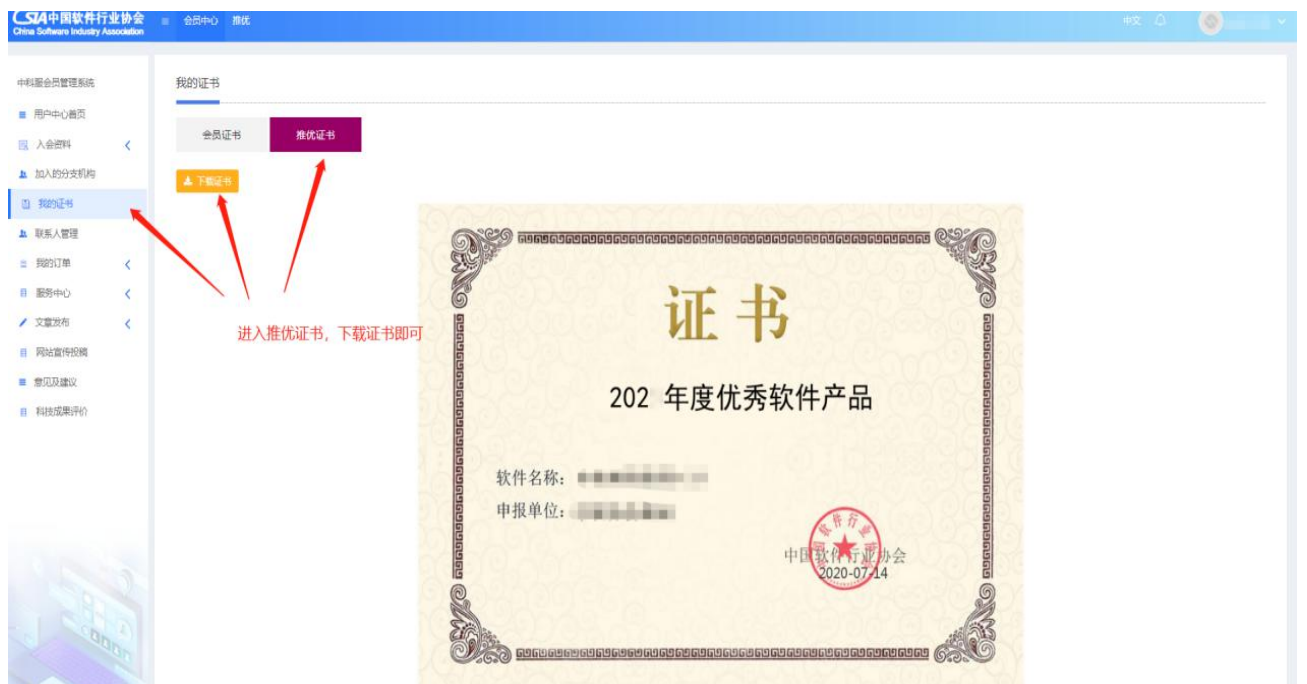 CSIA中国软件行业协会
China Software Industry Association
会员中心 推优
中文
中科服会员管理系统
用户中心首页
入会资料
加入的分支机构
我的证书
联系人管理
我的订单
服务中心
文章发布
网站宣传投稿
意见及建议
科技成果评价
我的证书
会员证书 推优证书
下载证书
进入推优证书，下载证书即可
证书
202 年度优秀软件产品
软件名称：
申报单位：
中国软件行业协会
2020-07-14